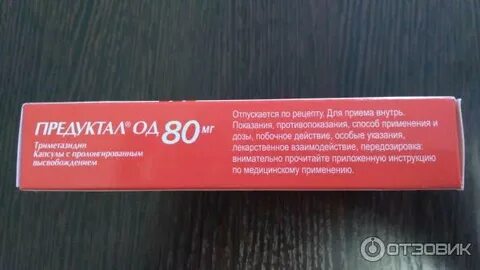 ПРЕДУКТАЛ® ОД 80 мг
Триметазидин
Капсулы с пролонгированным
высвобождением
Отпускается по рецепту. Для приема внутрь.
Показания, противопоказания, способ применения и
дозы, побочное действие, особые указания,
лекарственное взаимодействие, передозировка:
внимательно прочитайте приложенную инструкцию
по медицинскому применению.
ОТЗОВИК